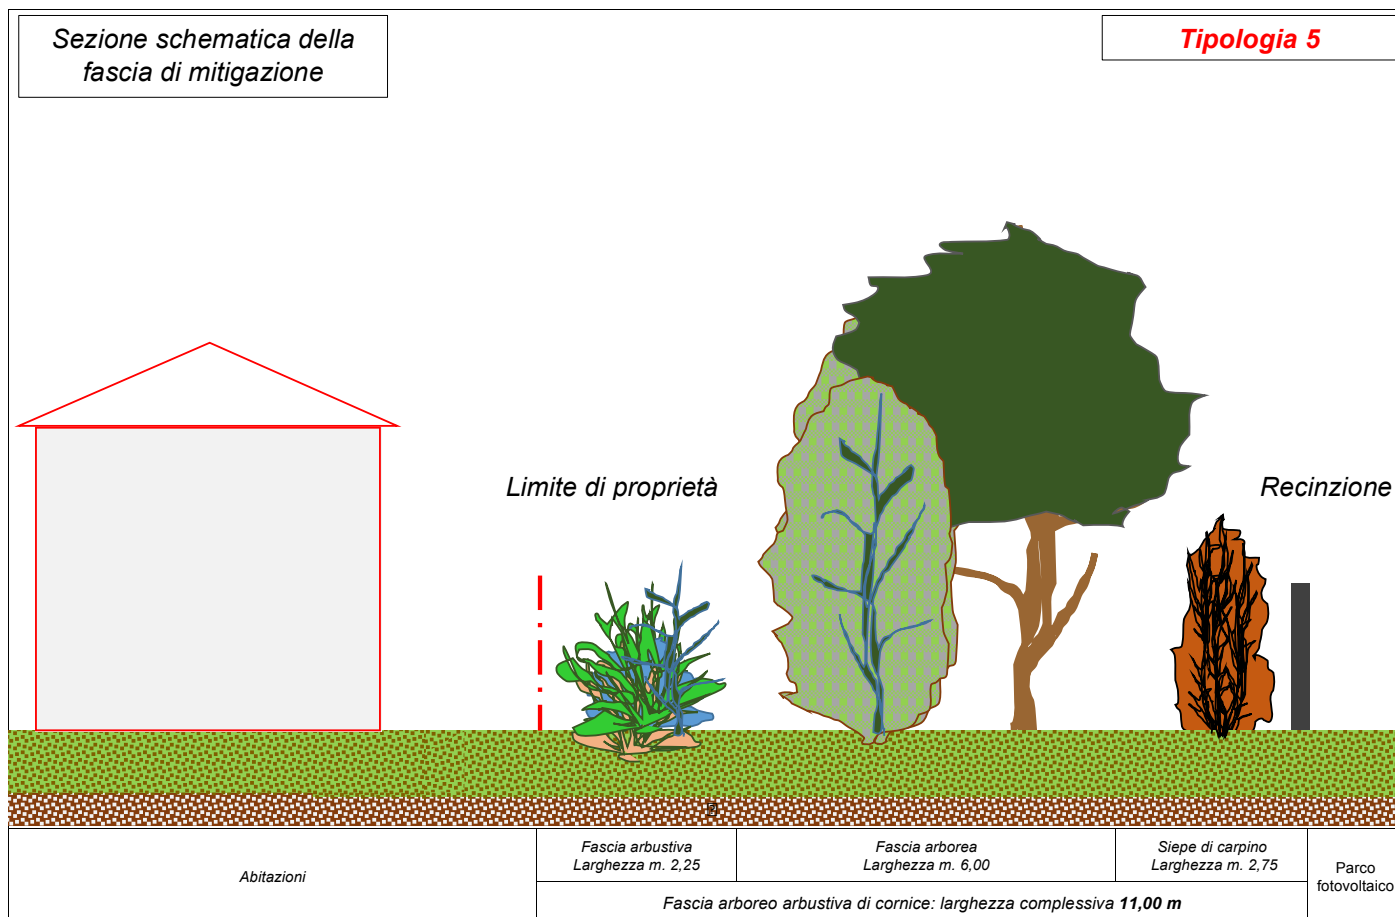 Sezione schematica della
fascia di mitigazione
Tipologia 5
Limite di proprietà
Recinzione
Abitazioni
Fascia arbustiva
Larghezza m. 2,25
Fascia arborea
Larghezza m. 6,00
Siepe di carpino
Larghezza m. 2,75
Parco
fotovoltaico
Fascia arboreo arbustiva di cornice: larghezza complessiva 11,00 m